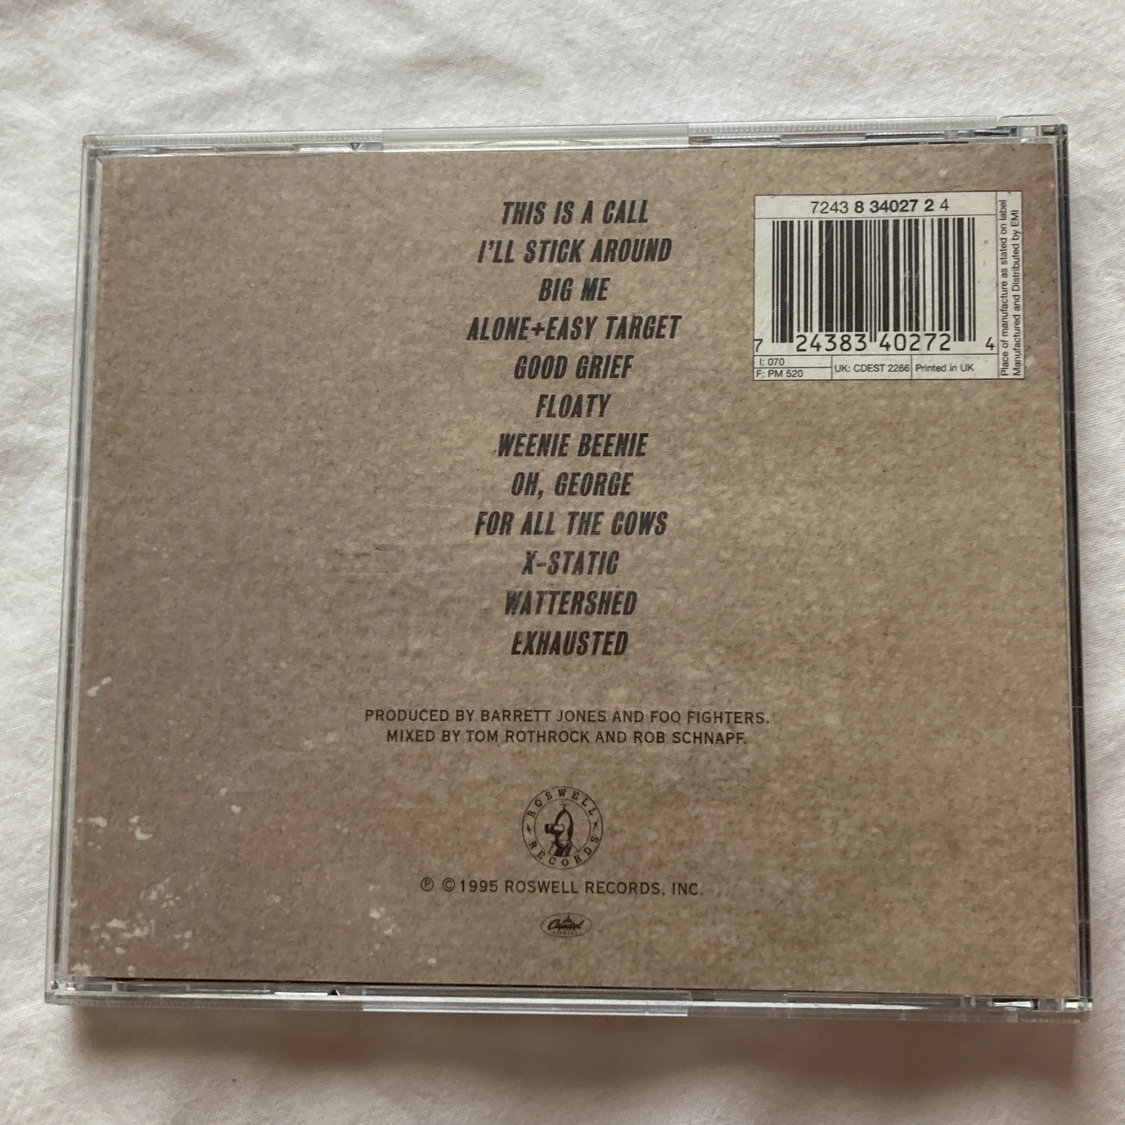 THIS IS A CALL
I'LL STICK AROUND
BIG ME
ALONE+EASY TARGET
GOOD GRIEF
FLOATY
WEENIE BEENIE
OH, GEORGE
FOR ALL THE COWS
X-STATIC
WATTERSHED
EXHAUSTED
7243 8 34027 2 4
7 24383 40272 4
I: 070
F: PM 520
UK: CDEST 2266
Printed in UK
Place of manufacture as stated on label
Manufactured and Distributed by EMI
PRODUCED BY BARRETT JONES AND FOO FIGHTERS.
MIXED BY TOM ROTHROCK AND ROB SCHNAPF.
ROSWELL
RECORDS
℗ ©1995 ROSWELL RECORDS, INC.
Capitol